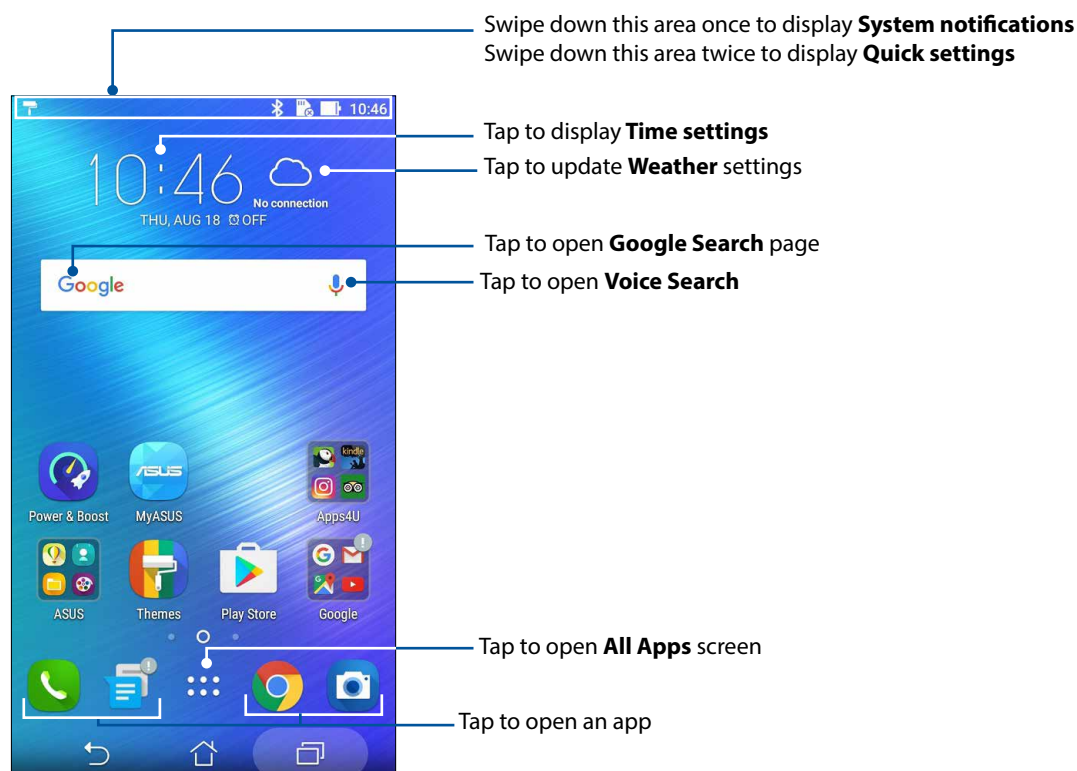 Swipe down this area once to display System notifications
Swipe down this area twice to display Quick settings
10:46
Tap to display Time settings
Tap to update Weather settings
10:46
No connection
THU, AUG 18 OFF
Tap to open Google Search page
Google
Tap to open Voice Search
kindle
ASUS
Power & Boost
MyASUS
Apps4U
G
G
ASUS
Themes
Play Store
Google
Tap to open All Apps screen
Tap to open an app